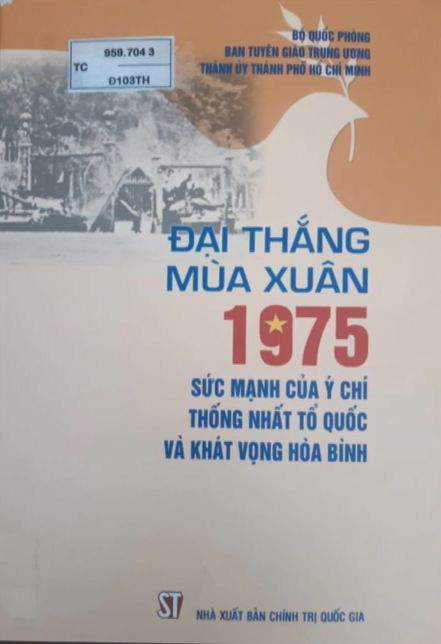 BỘ QUỐC PHÒNG
BAN TUYÊN GIÁO TRUNG ƯƠNG
THÀNH ỦY THÀNH PHỐ HỒ CHÍ MINH
959.704 3
TC
Đ103TH
ĐẠI THẮNG
MÙA XUÂN
1975
SỨC MẠNH CỦA Ý CHÍ
THỐNG NHẤT TỔ QUỐC
VÀ KHÁT VỌNG HÒA BÌNH
ST
NHÀ XUẤT BẢN CHÍNH TRỊ QUỐC GIA